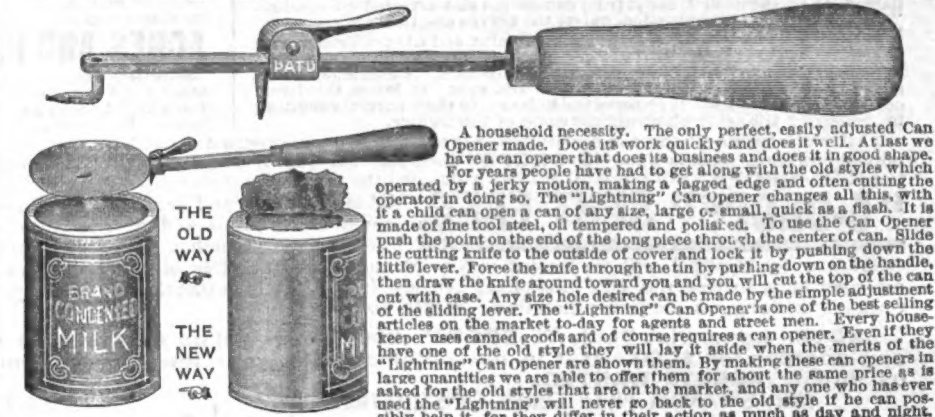 PATD
A household necessity. The only perfect, easily adjusted Can
Opener made. Does its work quickly and does it well. At last we
have a can opener that does its business and does it in good shape.
For years people have had to get along with the old styles which
operated by a jerky motion, making a jagged edge and often cutting the
operator in doing so. The "Lightning" Can Opener changes all this, with
it a child can open a can of any size, large or small, quick as a flash. It is
made of fine tool steel, oil tempered and polished. To use the Can Opener
push the point on the end of the long piece through the center of can. Slide
the cutting knife to the outside of cover and lock it by pushing down the
little lever. Force the knife through the tin by pushing down on the handle,
then draw the knife around toward you and you will cut the top of the can
out with ease. Any size hole desired can be made by the simple adjustment
of the sliding lever. The "Lightning" Can Opener is one of the best selling
articles on the market to-day for agents and street men. Every house-
keeper uses canned goods and of course requires a can opener. Even if they
have one of the old style they will lay it aside when the merits of the
"Lightning" Can Opener are shown them. By making these can openers in
large quantities we are able to offer them for about the same price as is
asked for the old styles that are on the market, and any one who has ever
used the "Lightning" will never go back to the old style if he can pos-
sibly help it, for they differ in their action as much as day and night.
THE
OLD
WAY
THE
NEW
WAY
BRAND
CONDENSED
MILK
MI